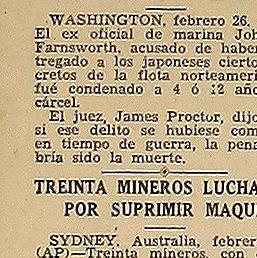 WASHINGTON, febrero 26.
El ex oficial de marina Joh
Farnsworth, acusado de haber
tregado a los japoneses cierto
cretos de la flota norteameri
fué condenado a 4 ó 12 año
cárcel.
El juez, James Proctor, dijo
si ese delito se hubiese com
en tiempo de guerra, la pena
bría sido la muerte.
TREINTA MINEROS LUCHA
POR SUPRIMIR MAQU
SYDNEY, Australia, febrer
(AP)—Treinta mineros, con